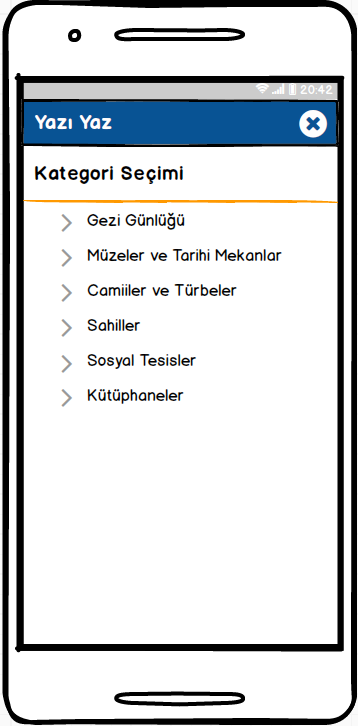 20:42
Yazı Yaz
Kategori Seçimi
Gezi Günlüğü
Müzeler ve Tarihi Mekanlar
Camiiler ve Türbeler
Sahiller
Sosyal Tesisler
Kütüphaneler